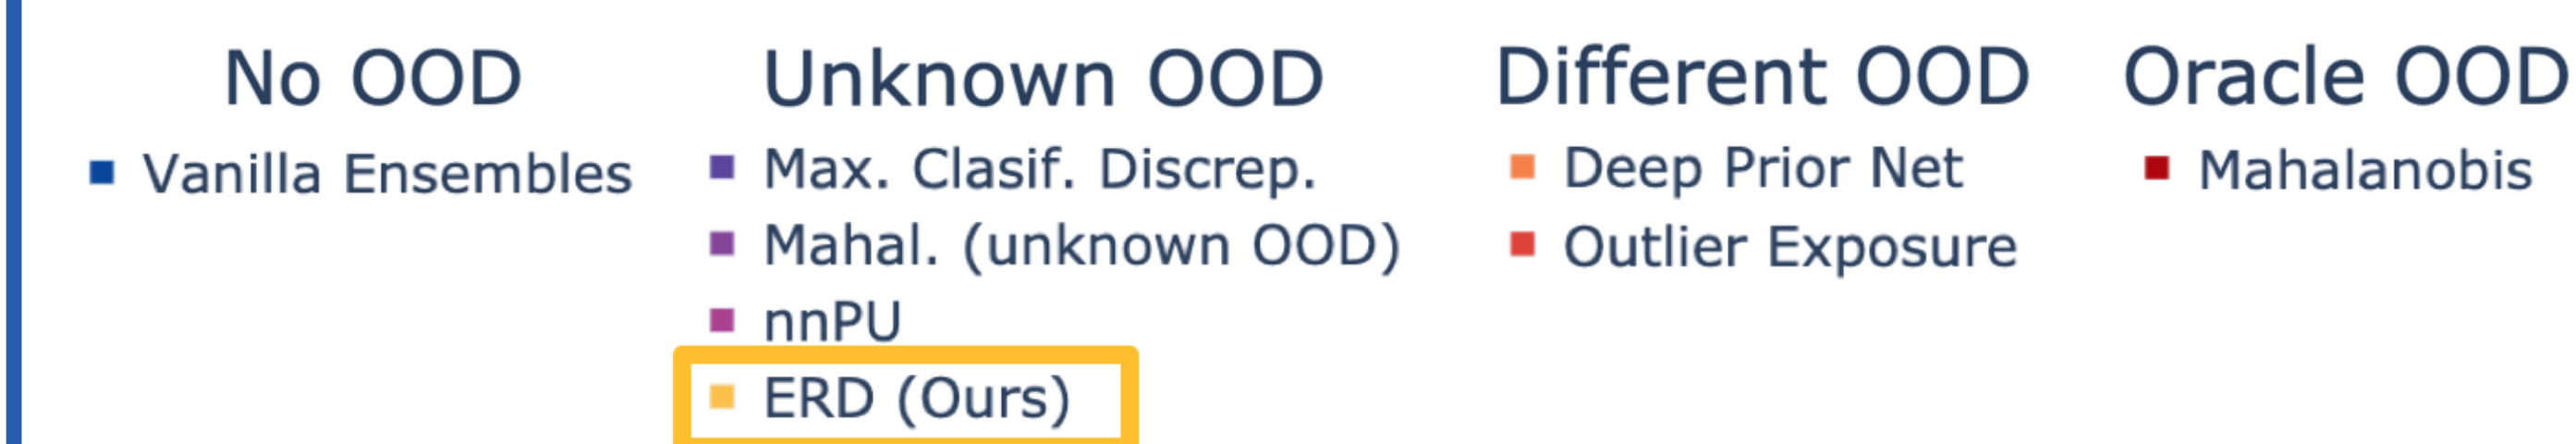 No OOD
Vanilla Ensembles
Unknown OOD
Max. Clasif. Discrep.
Mahal. (unknown OOD)
nnPU
ERD (Ours)
Different OOD
Deep Prior Net
Outlier Exposure
Oracle OOD
Mahalanobis